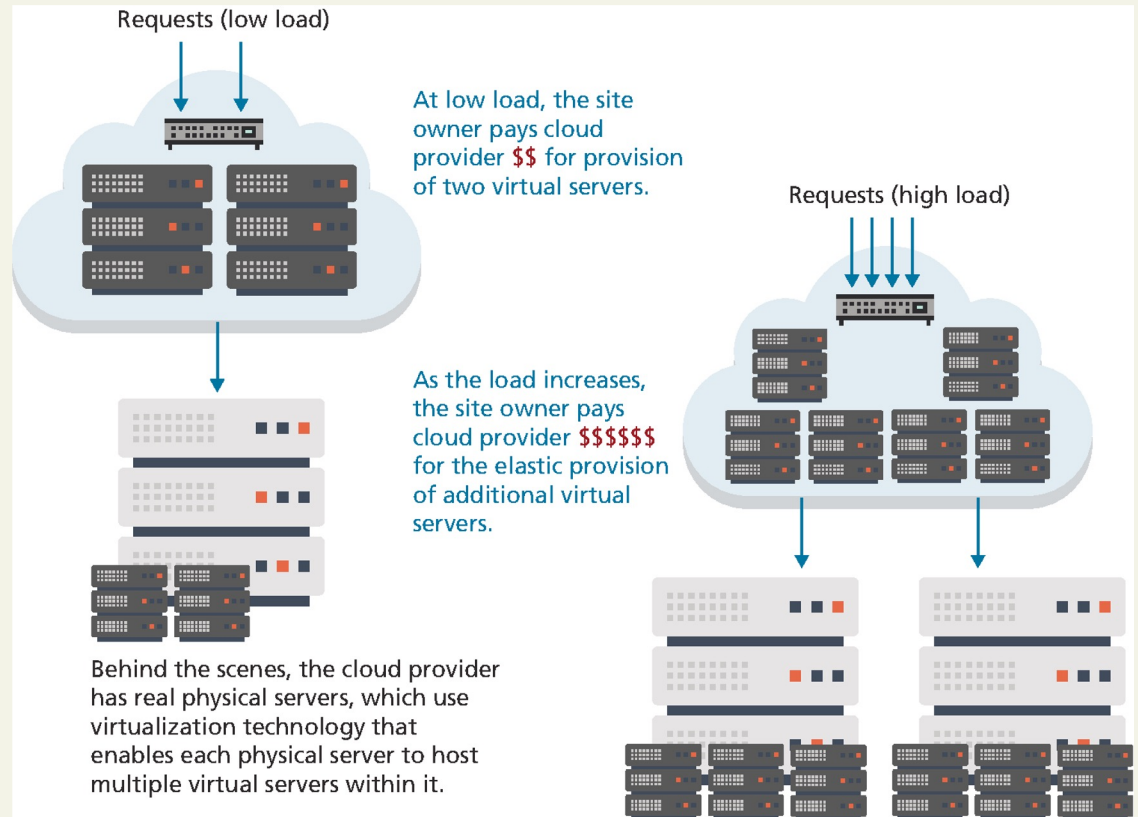 Requests (low load)
At low load, the site
owner pays cloud
provider $$ for provision
of two virtual servers.
Requests (high load)
As the load increases,
the site owner pays
cloud provider $$$$$$
for the elastic provision
of additional virtual
servers.
Behind the scenes, the cloud provider
has real physical servers, which use
virtualization technology that
enables each physical server to host
multiple virtual servers within it.